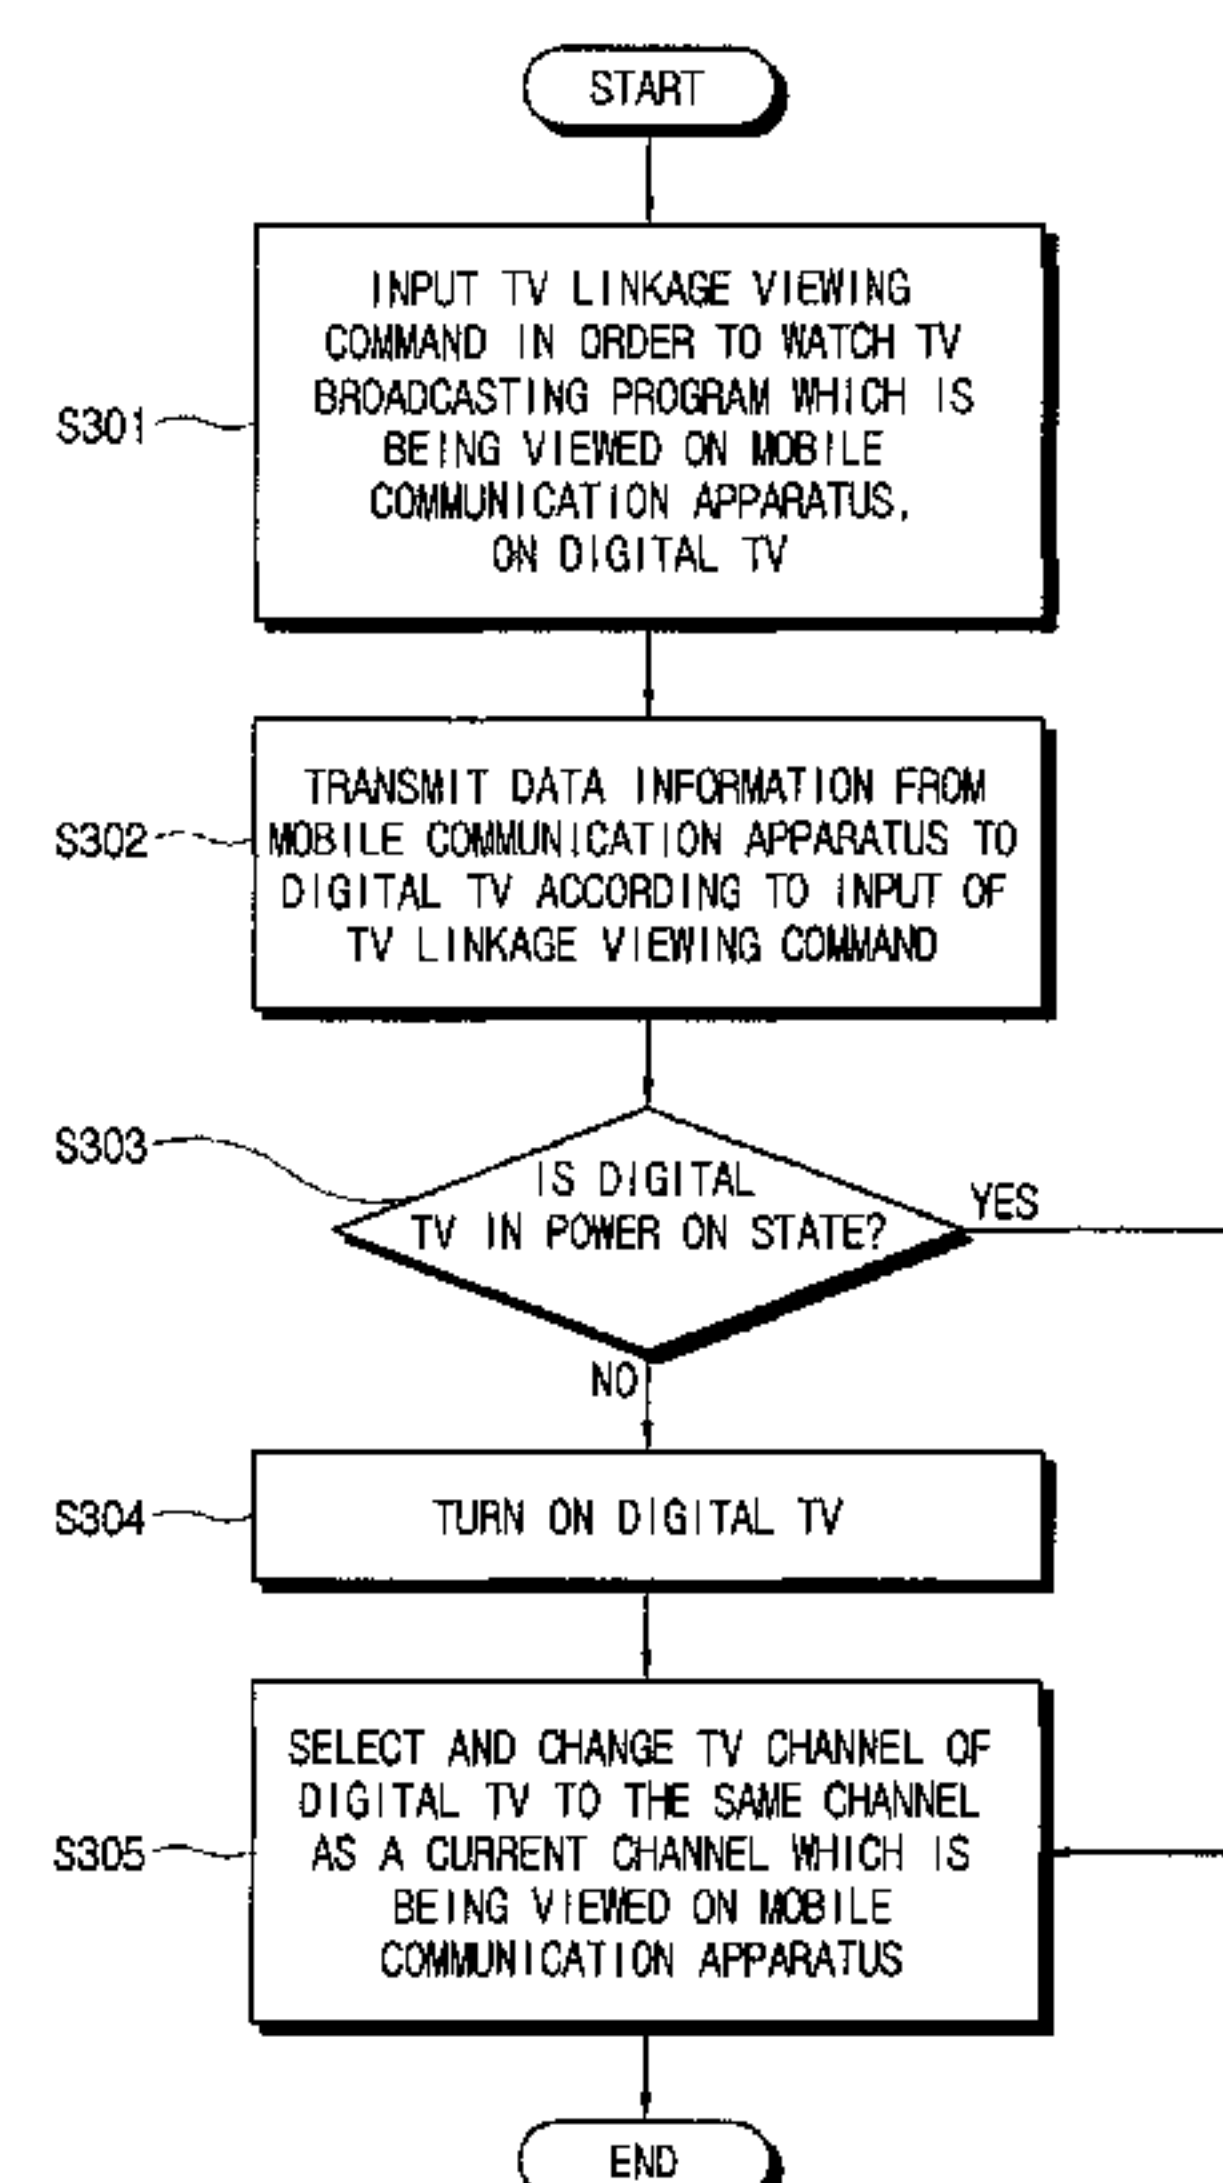 START
INPUT TV LINKAGE VIEWING
COMMAND IN ORDER TO WATCH TV
BROADCASTING PROGRAM WHICH IS
BEING VIEWED ON MOBILE
COMMUNICATION APPARATUS,
ON DIGITAL TV
S301
TRANSMIT DATA INFORMATION FROM
MOBILE COMMUNICATION APPARATUS TO
DIGITAL TV ACCORDING TO INPUT OF
TV LINKAGE VIEWING COMMAND
S302
S303
IS DIGITAL
TV IN POWER ON STATE?
YES
NO
S304
TURN ON DIGITAL TV
SELECT AND CHANGE TV CHANNEL OF
DIGITAL TV TO THE SAME CHANNEL
AS A CURRENT CHANNEL WHICH IS
BEING VIEWED ON MOBILE
COMMUNICATION APPARATUS
S305
END